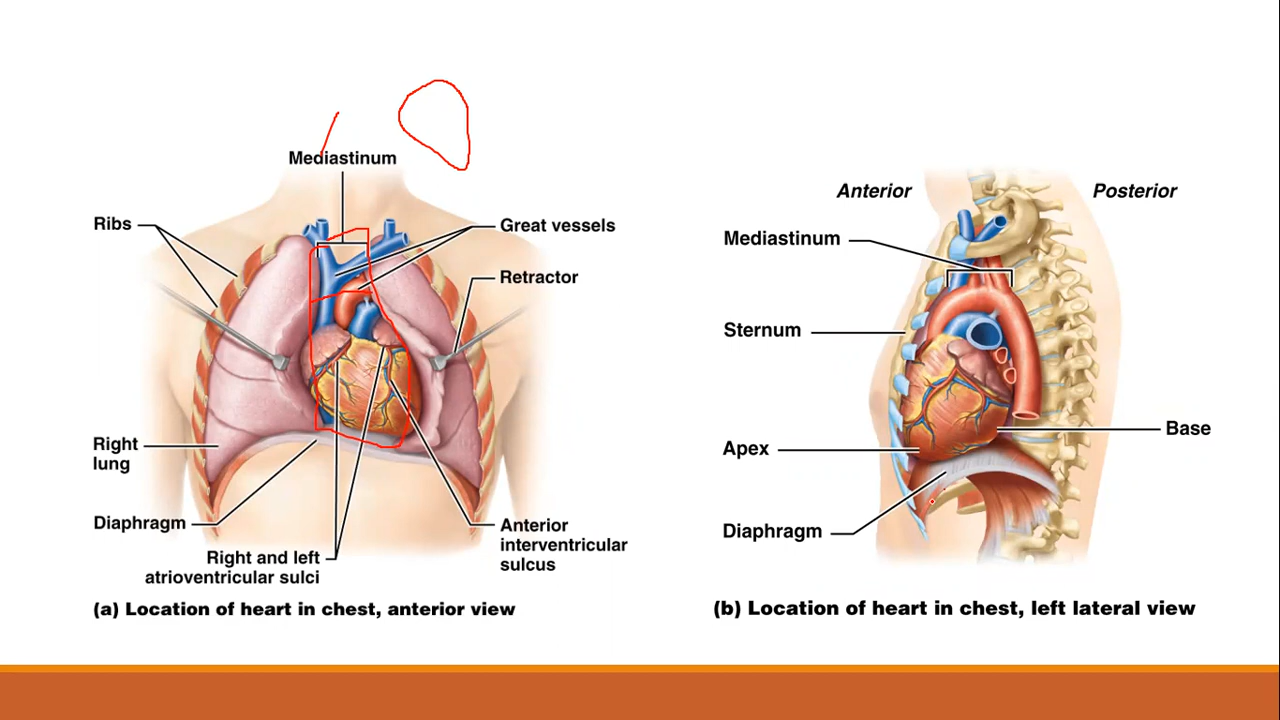 Mediastinum
Ribs
Great vessels
Retractor
Right
lung
Diaphragm
Right and left
atrioventricular sulci
Anterior
interventricular
sulcus
(a) Location of heart in chest, anterior view
Anterior
Posterior
Mediastinum
Sternum
Apex
Base
Diaphragm
(b) Location of heart in chest, left lateral view